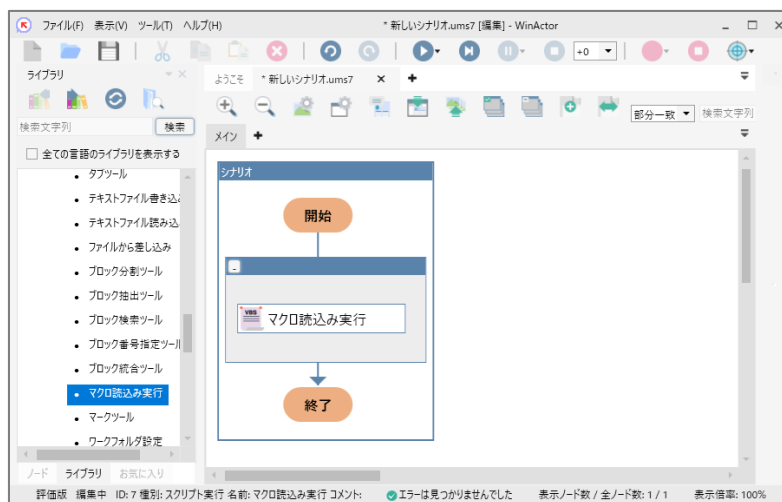 ファイル(F) 表示(V) ツール(T) ヘルプ(H)
* 新しいシナリオ.ums7 [編集] - WinActor
+0
ライブラリ
ようこそ
* 新しいシナリオ.ums7
検索文字列
検索
部分一致
検索文字列
全ての言語のライブラリを表示する
メイン
タブツール
テキストファイル書き込
テキストファイル読み込
ファイルから差し込み
ブロック分割ツール
ブロック抽出ツール
ブロック検索ツール
ブロック番号指定ツール
ブロック統合ツール
マクロ読込み実行
マークツール
ワークフォルダ設定
シナリオ
開始
-
VBS
マクロ読込み実行
終了
ノード ライブラリ お気に入り
評価版 編集中 ID: 7 種別: スクリプト実行 名前: マクロ読込み実行 コメント: エラーは見つかりませんでした 表示ノード数 / 全ノード数: 1 / 1 表示倍率: 100%